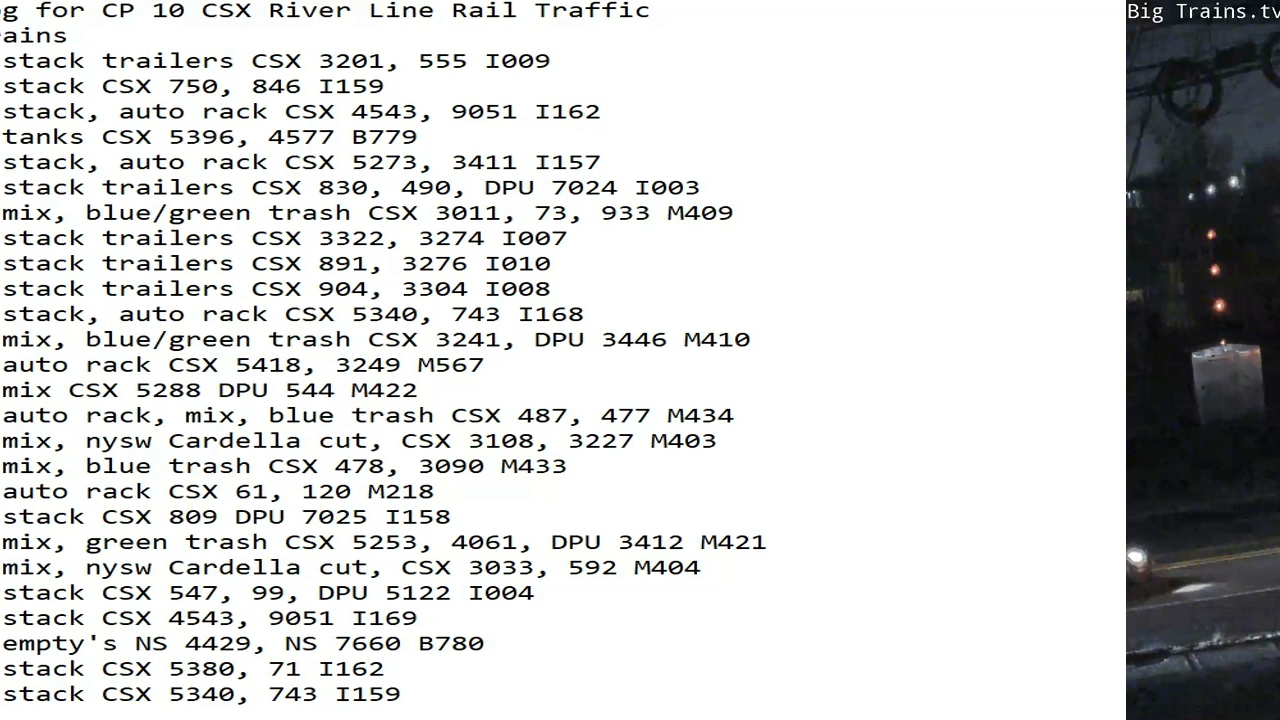 g for CP 10 CSX River Line Rail Traffic
Big Trains.tv
ains
stack trailers CSX 3201, 555 I009
stack CSX 750, 846 I159
stack, auto rack CSX 4543, 9051 I162
tanks CSX 5396, 4577 B779
stack, auto rack CSX 5273, 3411 I157
stack trailers CSX 830, 490, DPU 7024 I003
mix, blue/green trash CSX 3011, 73, 933 M409
stack trailers CSX 3322, 3274 I007
stack trailers CSX 891, 3276 I010
stack trailers CSX 904, 3304 I008
stack, auto rack CSX 5340, 743 I168
mix, blue/green trash CSX 3241, DPU 3446 M410
auto rack CSX 5418, 3249 M567
mix CSX 5288 DPU 544 M422
auto rack, mix, blue trash CSX 487, 477 M434
mix, nysw Cardella cut, CSX 3108, 3227 M403
mix, blue trash CSX 478, 3090 M433
auto rack CSX 61, 120 M218
stack CSX 809 DPU 7025 I158
mix, green trash CSX 5253, 4061, DPU 3412 M421
mix, nysw Cardella cut, CSX 3033, 592 M404
stack CSX 547, 99, DPU 5122 I004
stack CSX 4543, 9051 I169
empty's NS 4429, NS 7660 B780
stack CSX 5380, 71 I162
stack CSX 5340, 743 I159